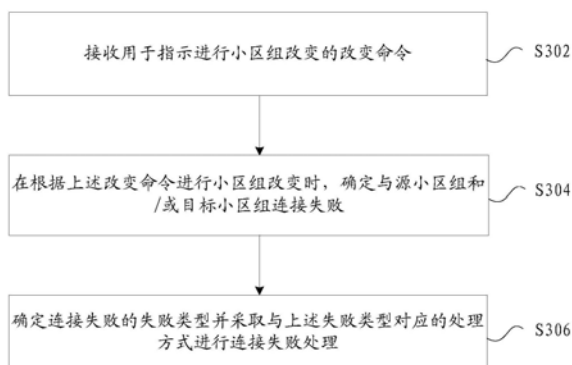 接收用于指示进行小区组改变的改变命令
S302
在根据上述改变命令进行小区组改变时，确定与源小区组和
/或目标小区组连接失败
S304
确定连接失败的失败类型并采取与上述失败类型对应的处理
方式进行连接失败处理
S306